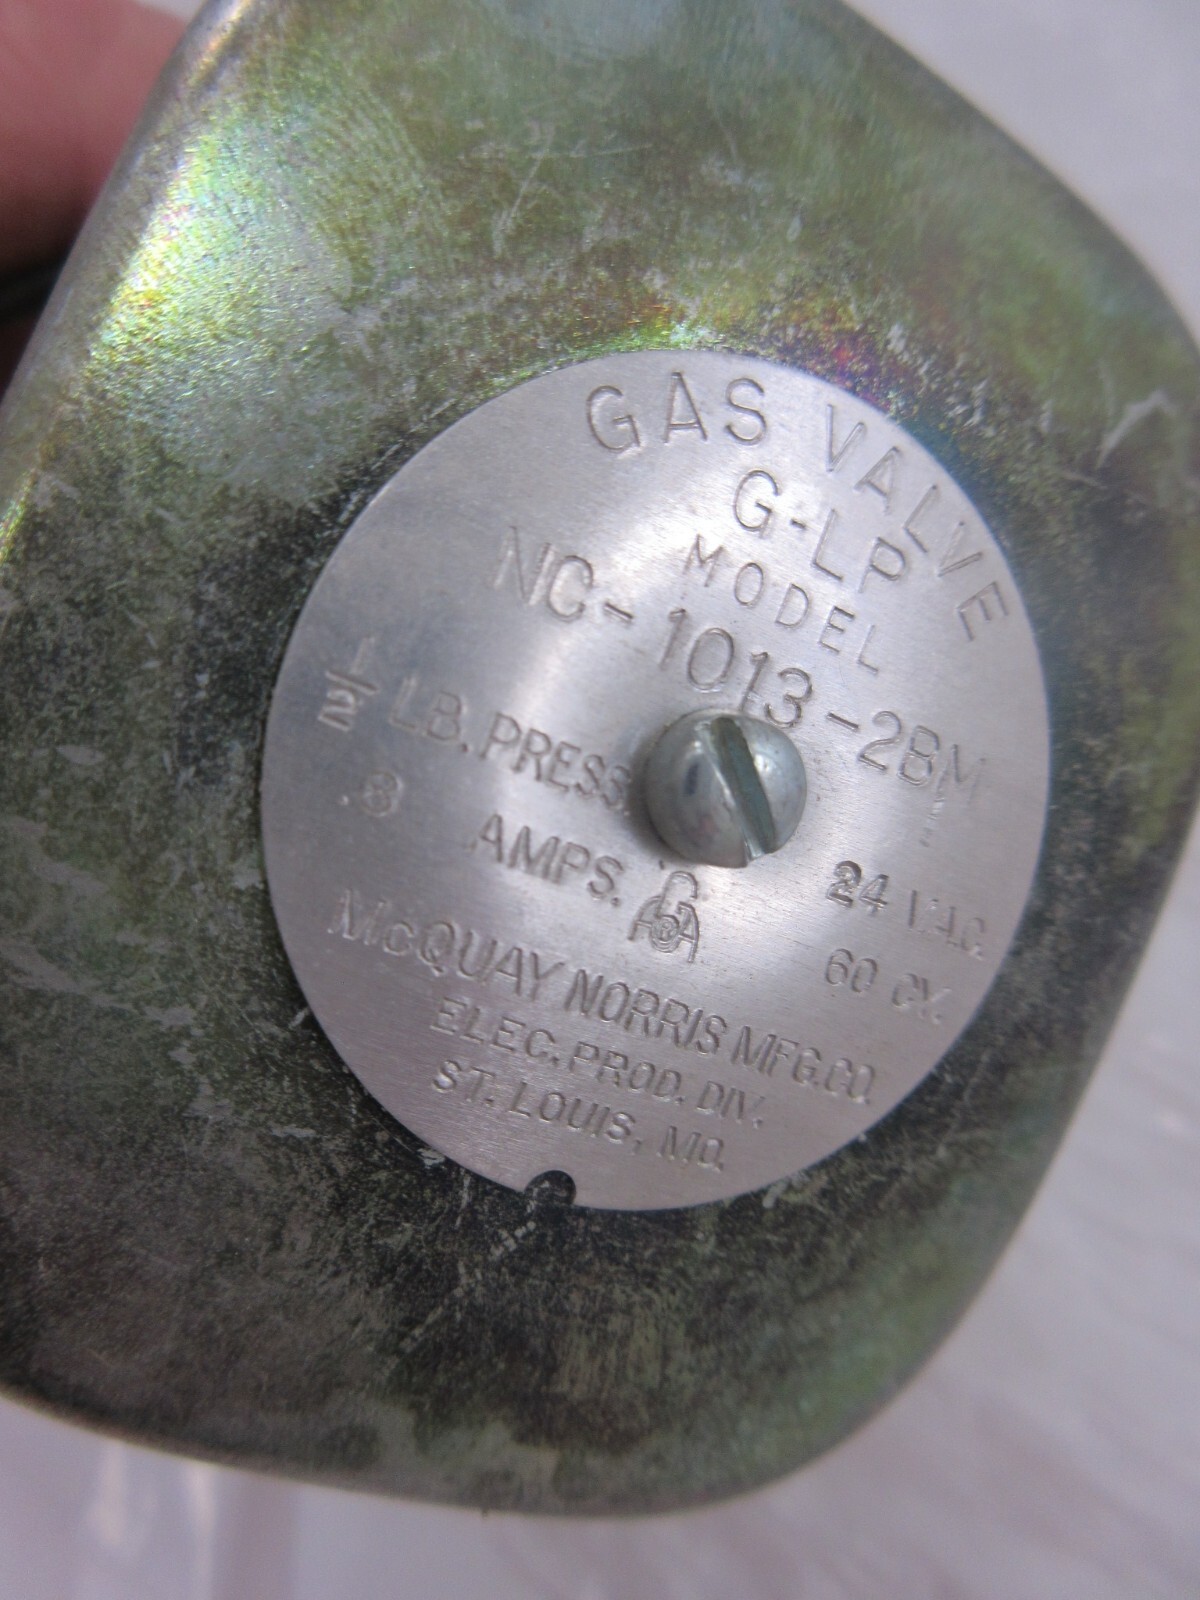 GAS VALVE
G-LP
MODEL
NC-1013-2BM
1/2 LB. PRESS.
24 V.A.C.
.8 AMPS.
60 CY.
AGA
McQUAY NORRIS MFG. CO.
ELEC. PROD. DIV.
ST. LOUIS, MO.